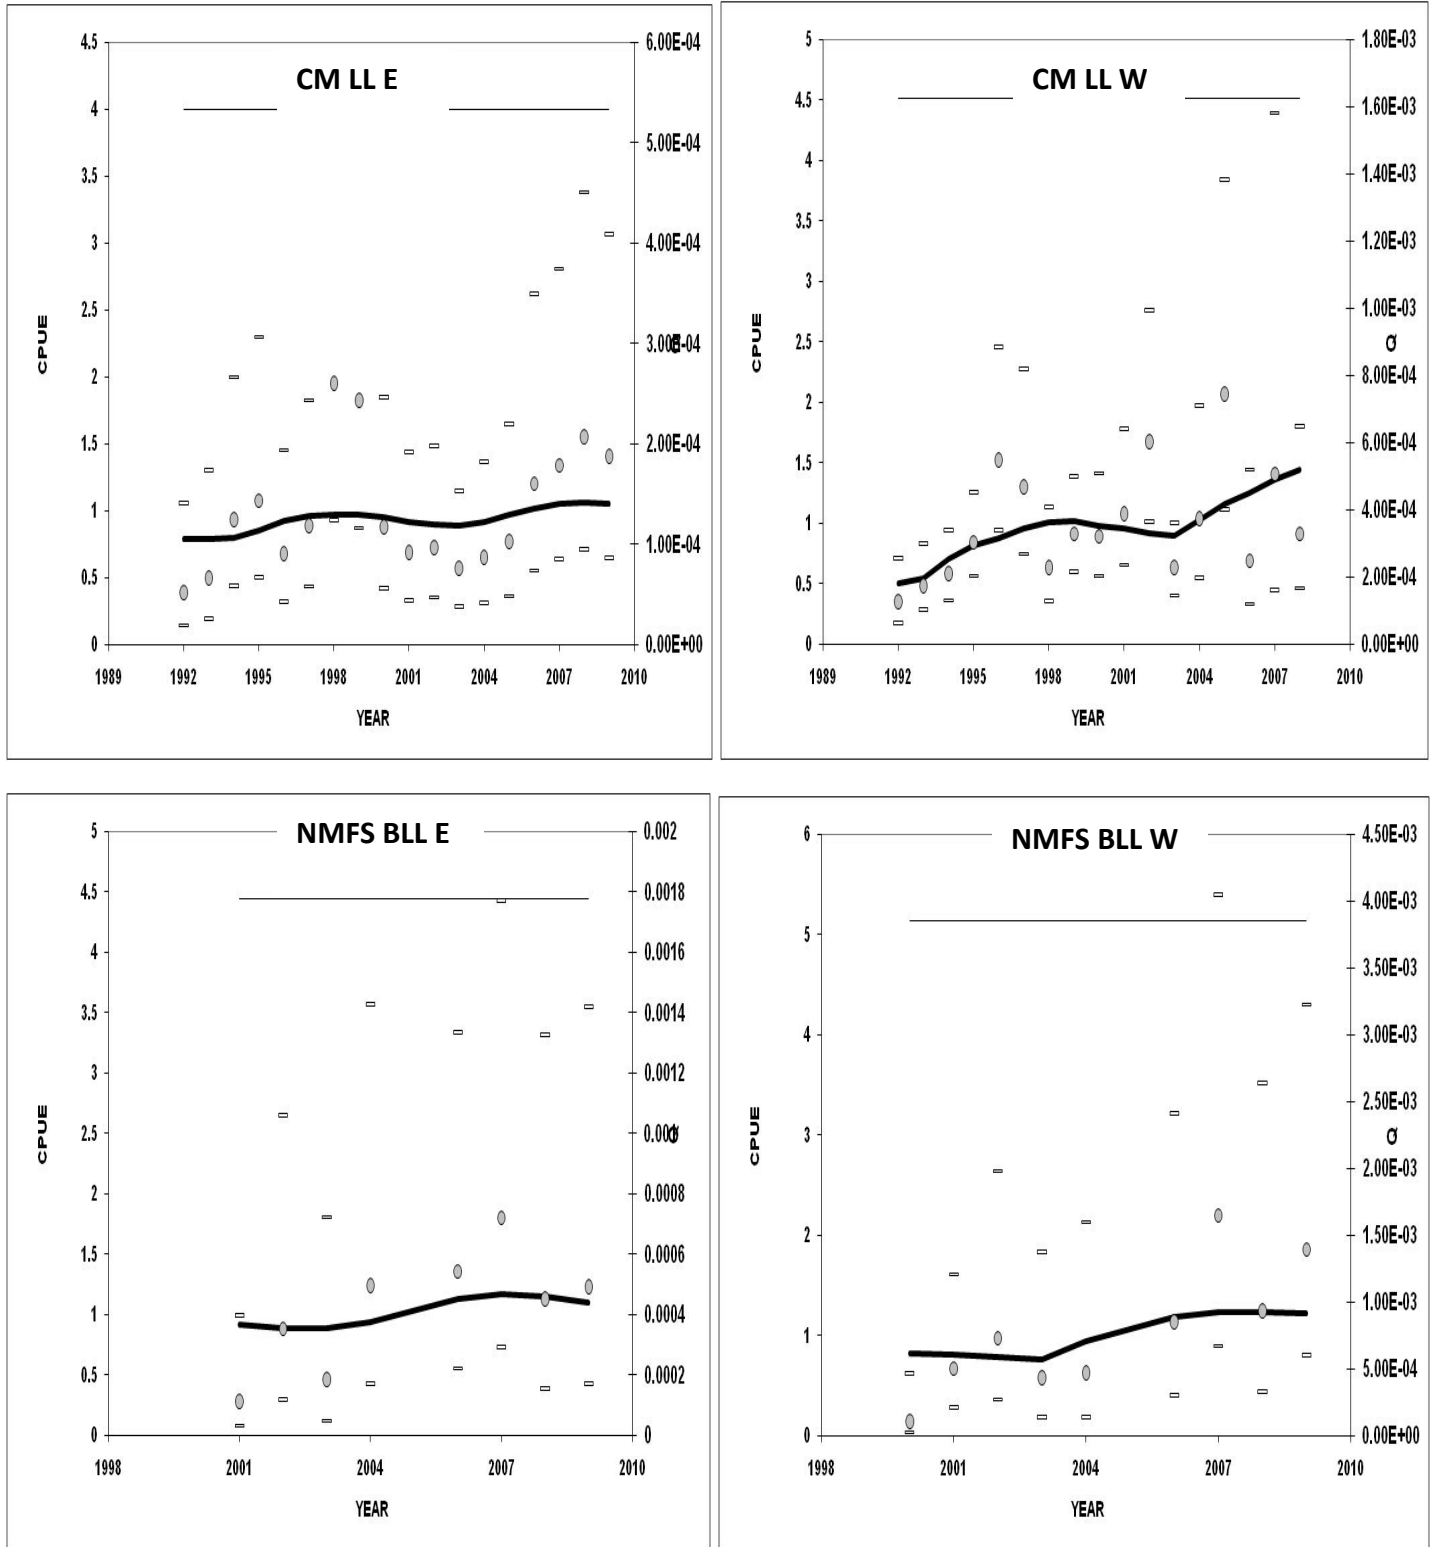 CM LL E
4.5
4
3.5
3
2.5
2
1.5
1
0.5
0
6.00E-04
5.00E-04
4.00E-04
2.00E-04
1.00E-04
0.00E+00
CPUE
1989 1992 1995 1998 2001 2004 2007 2010
YEAR
CM LL W
5
4.5
4
3.5
3
2.5
2
1.5
1
0.5
0
1.80E-03
1.60E-03
1.40E-03
1.20E-03
1.00E-03
8.00E-04
6.00E-04
4.00E-04
2.00E-04
0.00E+00
CPUE
Q
1989 1992 1995 1998 2001 2004 2007 2010
YEAR
NMFS BLL E
5
4.5
4
3.5
3
2.5
2
1.5
1
0.5
0
0.002
0.0018
0.0016
0.0014
0.0012
0.0008
0.0006
0.0004
0.0002
0
CPUE
1998 2001 2004 2007 2010
YEAR
NMFS BLL W
6
5
4
3
2
1
0
4.50E-03
4.00E-03
3.50E-03
3.00E-03
2.50E-03
2.00E-03
1.50E-03
1.00E-03
5.00E-04
0.00E+00
CPUE
Q
1998 2001 2004 2007 2010
YEAR